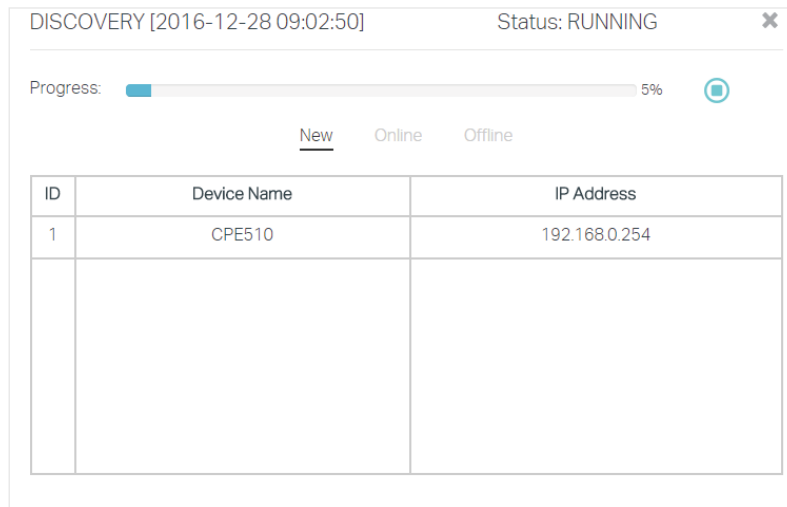 DISCOVERY [2016-12-28 09:02:50] Status: RUNNING
Progress: 5%
New Online Offline
ID Device Name IP Address
1 CPE510 192.168.0.254